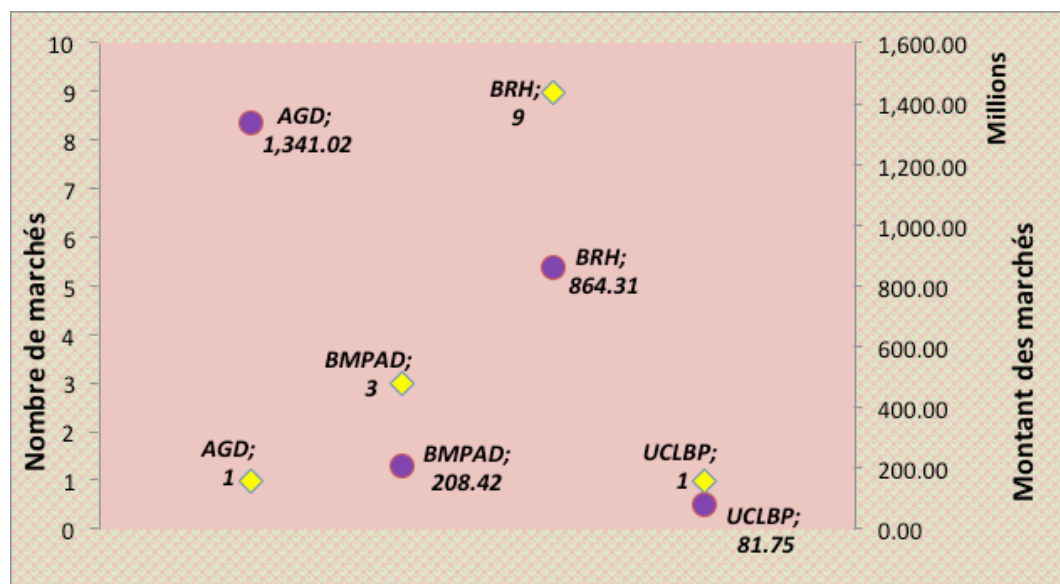 Nombre de marchés
10
9
8
7
6
5
4
3
2
1
0
AGD;
1,341.02
BRH;
9
BRH;
864.31
BMPAD;
3
AGD;
1
BMPAD;
208.42
UCLBP;
1
UCLBP;
81.75
1,600.00
1,400.00
1,200.00
1,000.00
800.00
600.00
400.00
200.00
0.00
Millions
Montant des marchés